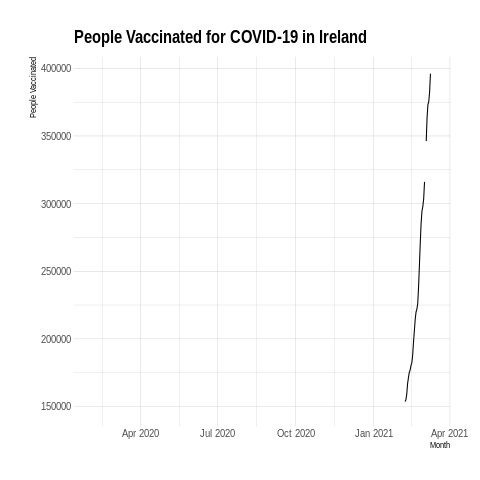 People Vaccinated for COVID-19 in Ireland
People Vaccinated
400000
350000
300000
250000
200000
150000
Apr 2020 Jul 2020 Oct 2020 Jan 2021 Apr 2021
Month